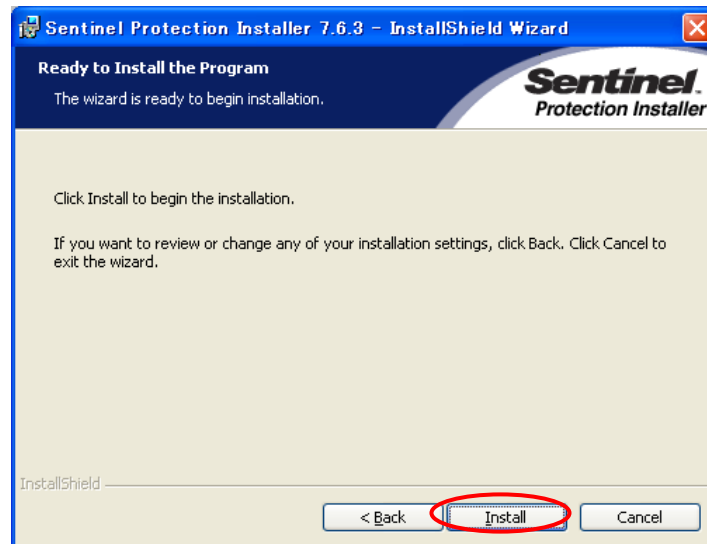 Sentinel Protection Installer 7.6.3 - InstallShield Wizard
Ready to Install the Program
The wizard is ready to begin installation.
Sentinel.
Protection Installer
Click Install to begin the installation.
If you want to review or change any of your installation settings, click Back. Click Cancel to
exit the wizard.
InstallShield
< Back
Install
Cancel